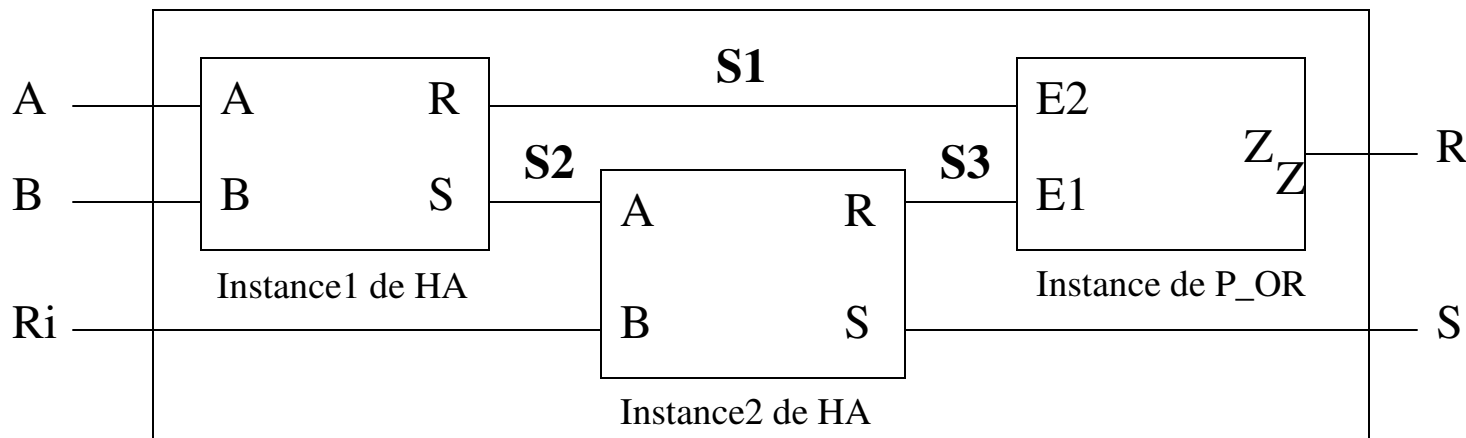 S1
A A R E2
Z R
S2 S3
B B S A R E1 Z
Instance1 de HA Instance de P_OR
Ri B S S
Instance2 de HA